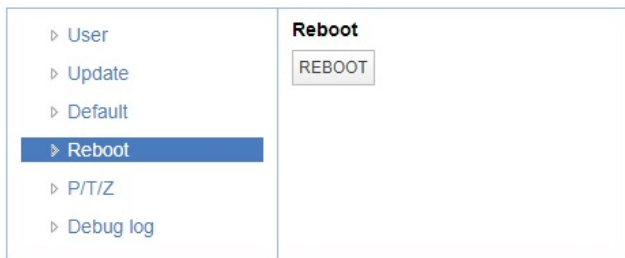 User
Update
Default
Reboot
P/T/Z
Debug log
Reboot
REBOOT